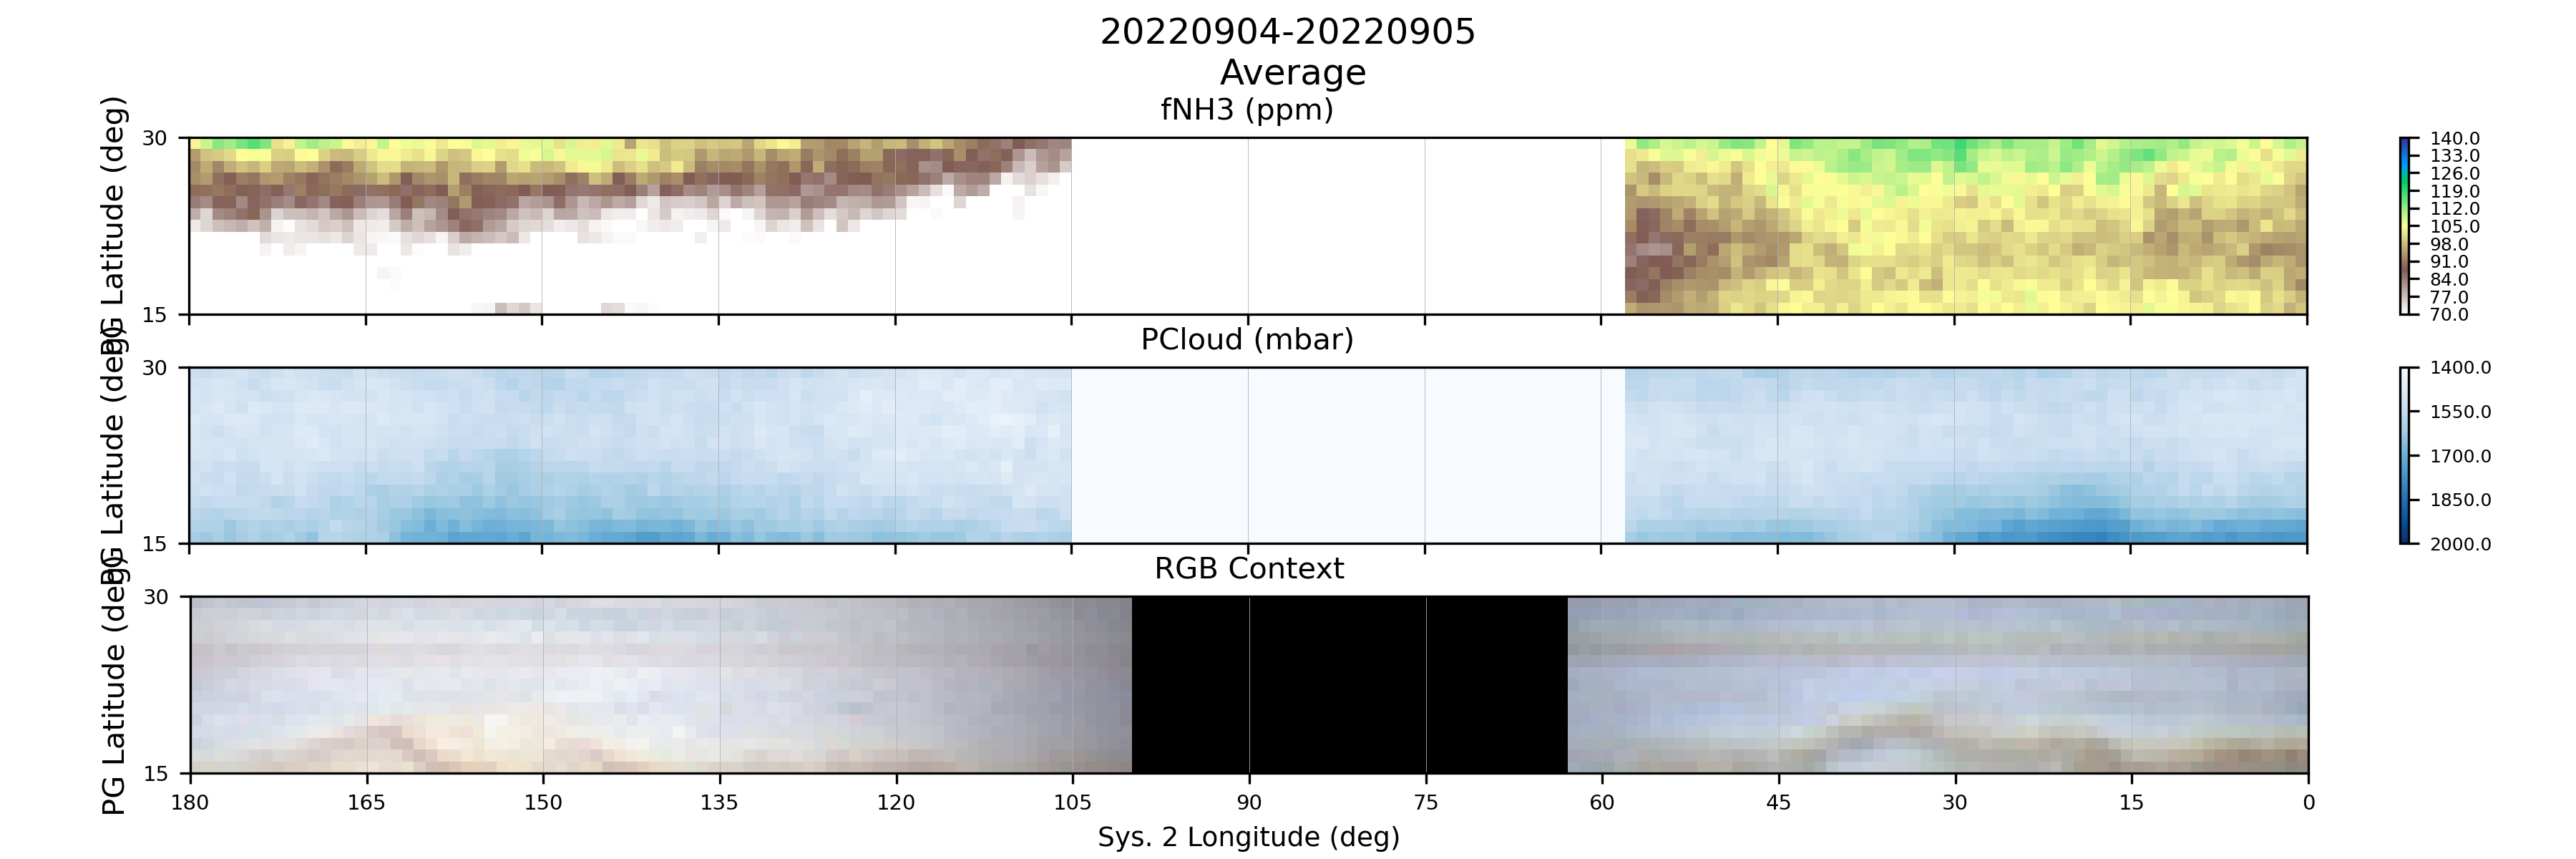 20220904-20220905
Average
fNH3 (ppm)
PG Latitude (deg)
30
15
140.0
133.0
126.0
119.0
112.0
105.0
98.0
91.0
84.0
77.0
70.0
PCloud (mbar)
PG Latitude (deg)
30
15
1400.0
1550.0
1700.0
1850.0
2000.0
RGB Context
PG Latitude (deg)
30
15
180 165 150 135 120 105 90 75 60 45 30 15 0
Sys. 2 Longitude (deg)